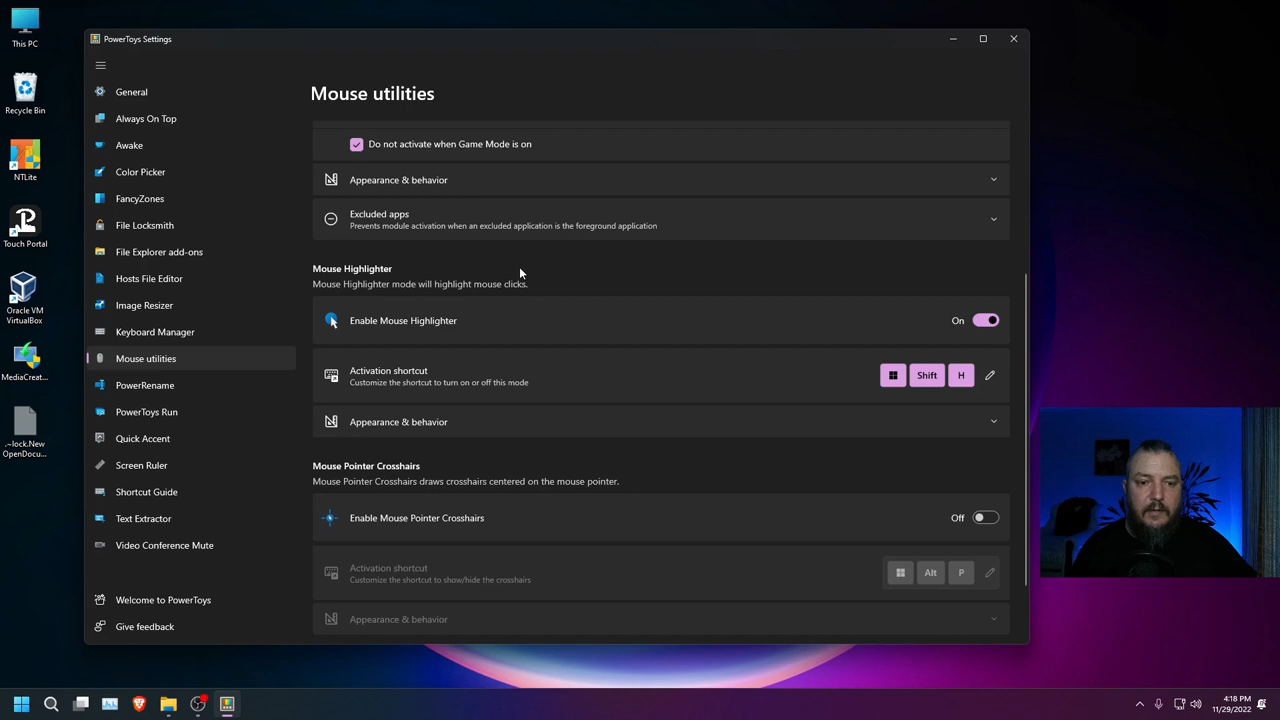 This PC
Recycle Bin
NTLite
Touch Portal
Oracle VM
VirtualBox
MediaCreat...
.~lock.New
OpenDocu...
PowerToys Settings
General
Always On Top
Awake
Color Picker
FancyZones
File Locksmith
File Explorer add-ons
Hosts File Editor
Image Resizer
Keyboard Manager
Mouse utilities
PowerRename
PowerToys Run
Quick Accent
Screen Ruler
Shortcut Guide
Text Extractor
Video Conference Mute
Welcome to PowerToys
Give feedback
Mouse utilities
Do not activate when Game Mode is on
Appearance & behavior
Excluded apps
Prevents module activation when an excluded application is the foreground application
Mouse Highlighter
Mouse Highlighter mode will highlight mouse clicks.
Enable Mouse Highlighter On
Activation shortcut
Customize the shortcut to turn on or off this mode
Shift H
Appearance & behavior
Mouse Pointer Crosshairs
Mouse Pointer Crosshairs draws crosshairs centered on the mouse pointer.
Enable Mouse Pointer Crosshairs Off
Activation shortcut
Customize the shortcut to show/hide the crosshairs
Alt P
Appearance & behavior
4:18 PM
11/29/2022